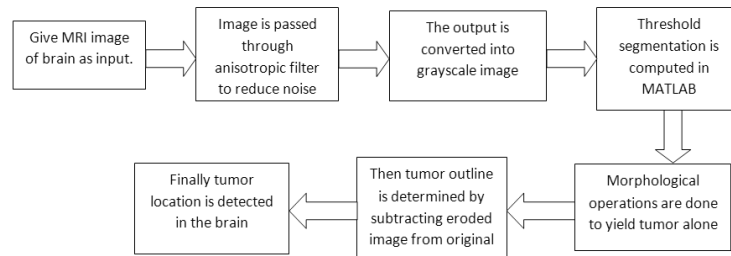 Give MRI image
of brain as input.
Image is passed
through
anisotropic filter
to reduce noise
The output is
converted into
grayscale image
Threshold
segmentation is
computed in
MATLAB
Morphological
operations are done
to yield tumor alone
Then tumor outline
is determined by
subtracting eroded
image from original
Finally tumor
location is detected
in the brain